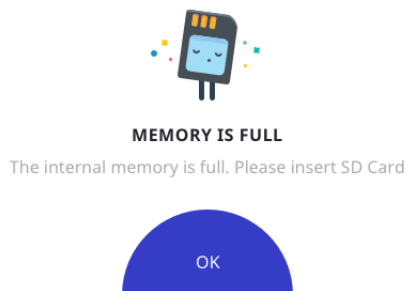 MEMORY IS FULL
The internal memory is full. Please insert SD Card
OK